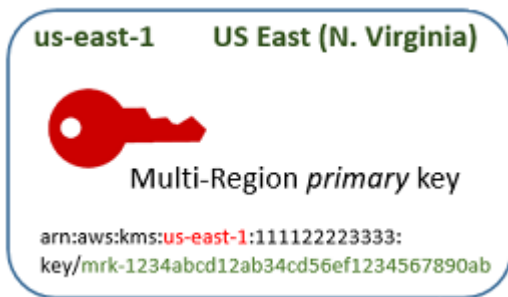 us-east-1 US East (N. Virginia)
Multi-Region primary key
arn:aws:kms:us-east-1:111122223333:
key/mrk-1234abcd12ab34cd56ef1234567890ab